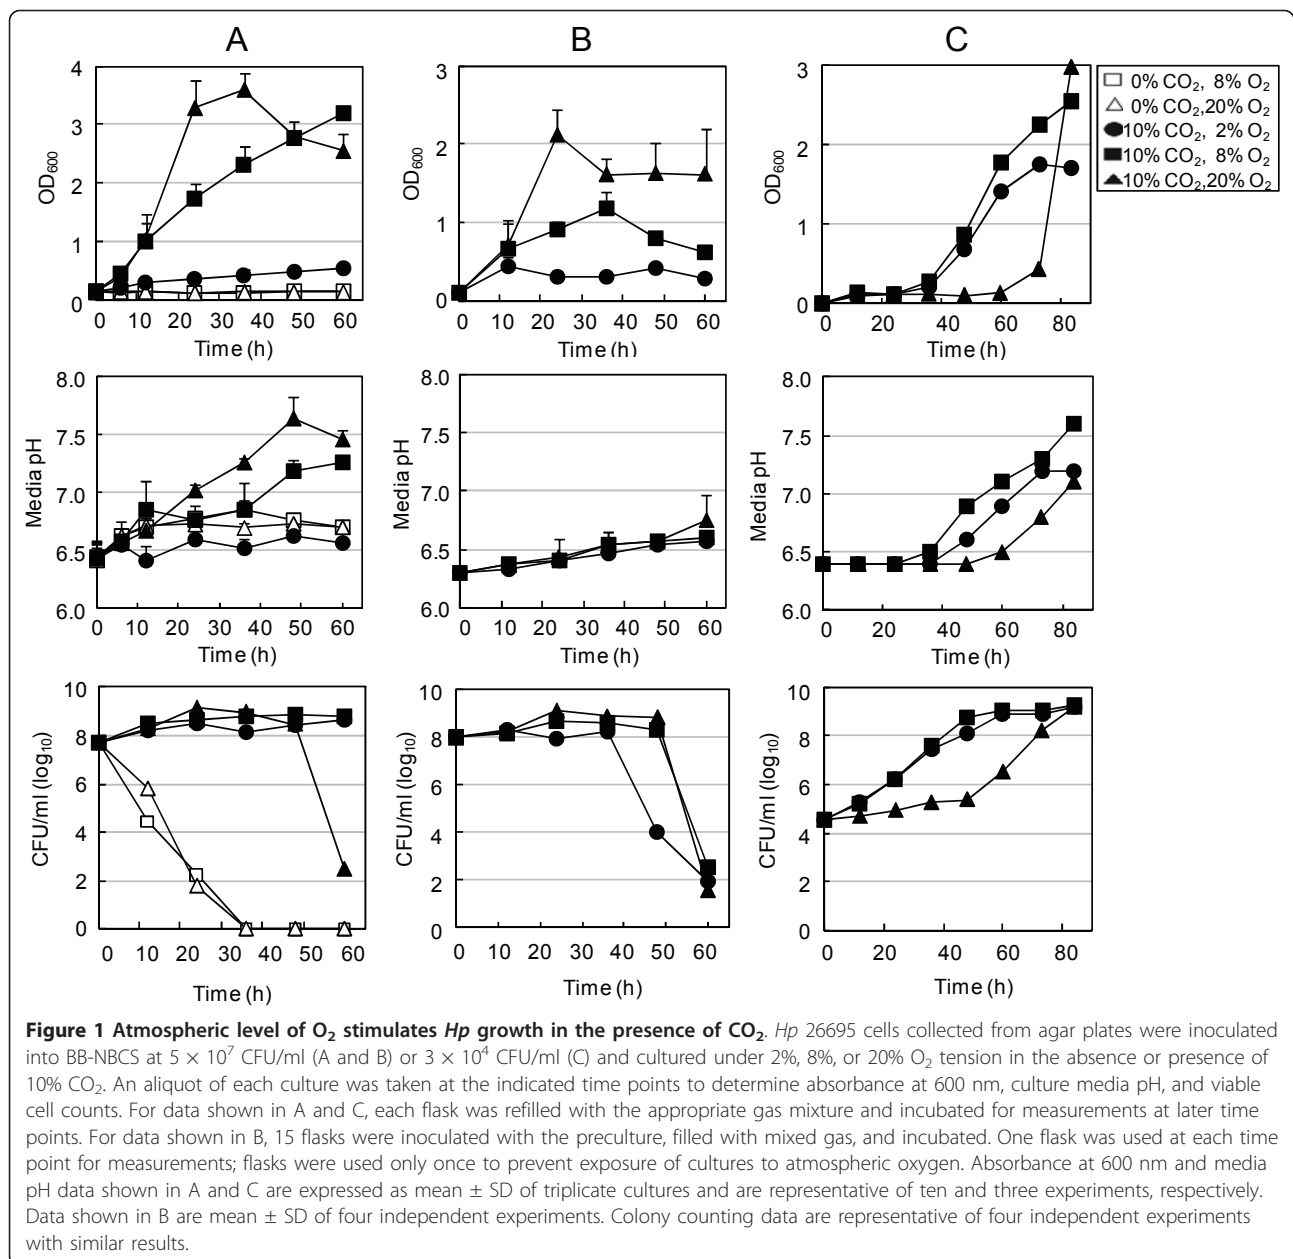 A B C
4
3
2
1
0
OD600
0 10 20 30 40 50 60
Time (h)
3
2
1
0
OD600
0 10 20 30 40 50 60
Time (h)
3
2
1
0
OD600
0 20 40 60 80
Time (h)
0% CO2, 8% O2
0% CO2,20% O2
10% CO2, 2% O2
10% CO2, 8% O2
10% CO2,20% O2
8.0
7.5
7.0
6.5
6.0
Media pH
0 10 20 30 40 50 60
Time (h)
8.0
7.5
7.0
6.5
6.0
Media pH
0 10 20 30 40 50 60
Time (h)
8.0
7.5
7.0
6.5
6.0
Media pH
0 20 40 60 80
Time (h)
10
8
6
4
2
0
CFU/ml (log10)
0 10 20 30 40 50 60
Time (h)
10
8
6
4
2
0
CFU/ml (log10)
0 10 20 30 40 50 60
Time (h)
10
8
6
4
2
0
CFU/ml (log10)
0 20 40 60 80
Time (h)
Figure 1 Atmospheric level of O2 stimulates Hp growth in the presence of CO2. Hp 26695 cells collected from agar plates were inoculated
into BB-NBCS at 5 × 10⁷ CFU/ml (A and B) or 3 × 10⁴ CFU/ml (C) and cultured under 2%, 8%, or 20% O2 tension in the absence or presence of
10% CO2. An aliquot of each culture was taken at the indicated time points to determine absorbance at 600 nm, culture media pH, and viable
cell counts. For data shown in A and C, each flask was refilled with the appropriate gas mixture and incubated for measurements at later time
points. For data shown in B, 15 flasks were inoculated with the preculture, filled with mixed gas, and incubated. One flask was used at each time
point for measurements; flasks were used only once to prevent exposure of cultures to atmospheric oxygen. Absorbance at 600 nm and media
pH data shown in A and C are expressed as mean ± SD of triplicate cultures and are representative of ten and three experiments, respectively.
Data shown in B are mean ± SD of four independent experiments. Colony counting data are representative of four independent experiments
with similar results.